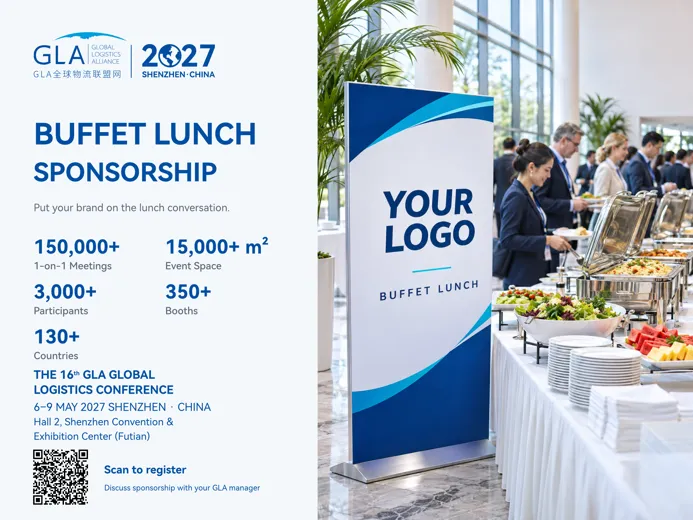 GLA GLOBAL LOGISTICS ALLIANCE
GLA全球物流联盟网
2027
SHENZHEN · CHINA
BUFFET LUNCH
SPONSORSHIP
Put your brand on the lunch conversation.
150,000+
1-on-1 Meetings
15,000+ m²
Event Space
3,000+
Participants
350+
Booths
130+
Countries
THE 16th GLA GLOBAL
LOGISTICS CONFERENCE
6–9 MAY 2027 SHENZHEN · CHINA
Hall 2, Shenzhen Convention &
Exhibition Center (Futian)
Scan to register
Discuss sponsorship with your GLA manager
YOUR
LOGO
BUFFET LUNCH